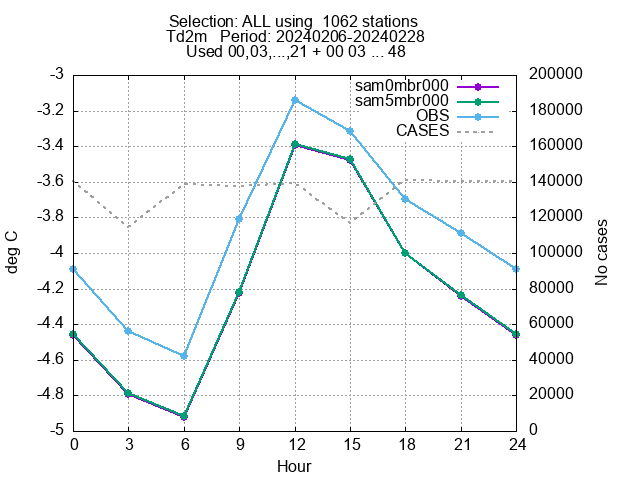 Selection: ALL using  1062 stations
Td2m   Period: 20240206-20240228
Used 00,03,...,21 + 00 03 ... 48
-3
200000
sam0mbr000
-3.2
180000
sam5mbr000
OBS
-3.4
160000
CASES
-3.6
140000
-3.8
120000
-4
100000
deg C
No cases
-4.2
80000
-4.4
60000
-4.6
40000
-4.8
20000
-5
0
0 3 6 9 12 15 18 21 24
Hour